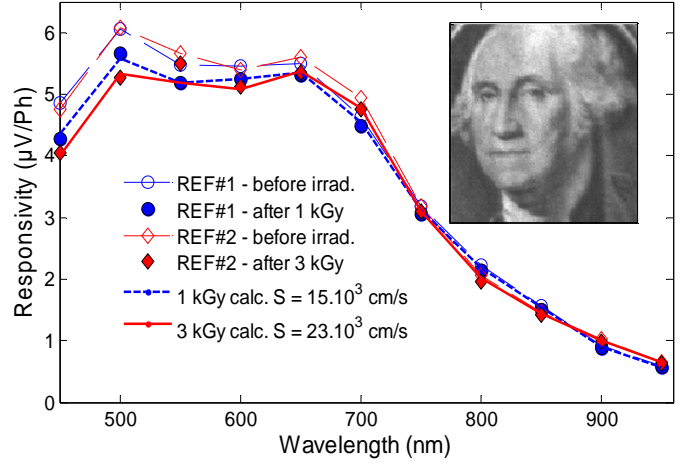 6
5
4
3
2
1
0
Responsivity (µV/Ph)
REF#1 - before irrad.
REF#1 - after 1 kGy
REF#2 - before irrad.
REF#2 - after 3 kGy
1 kGy calc. S = 15.10³ cm/s
3 kGy calc. S = 23.10³ cm/s
500 600 700 800 900
Wavelength (nm)